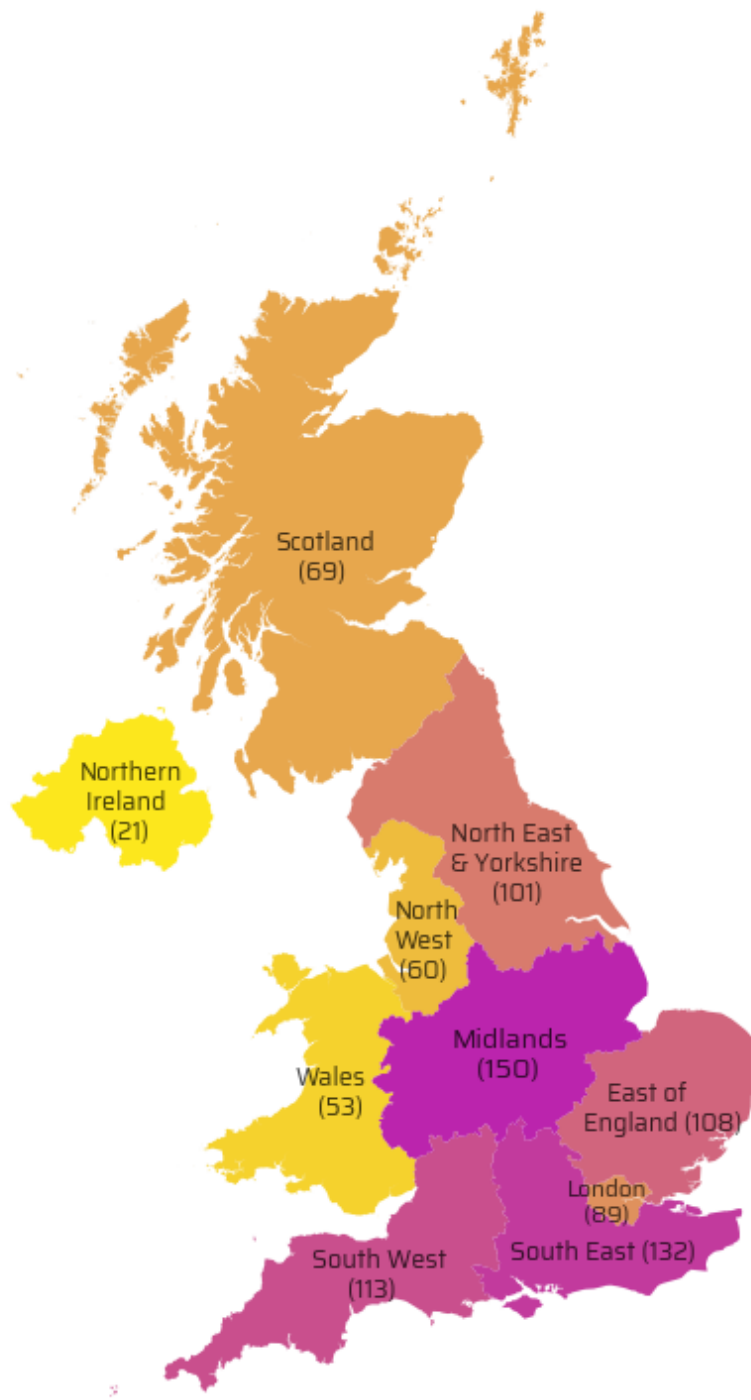 Scotland
(69)
Northern
Ireland
(21)
North East
& Yorkshire
(101)
North
West
(60)
Midlands
(150)
Wales
(53)
East of
England (108)
London
(89)
South East (132)
South West
(113)